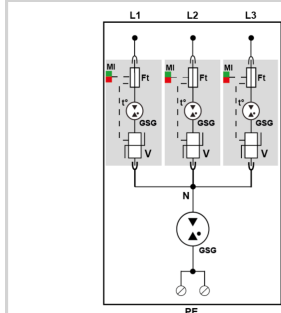 L1 L2 L3
MI MI MI
Ft Ft Ft
t° t° t°
GSG GSG GSG
V V V
N
GSG
PE